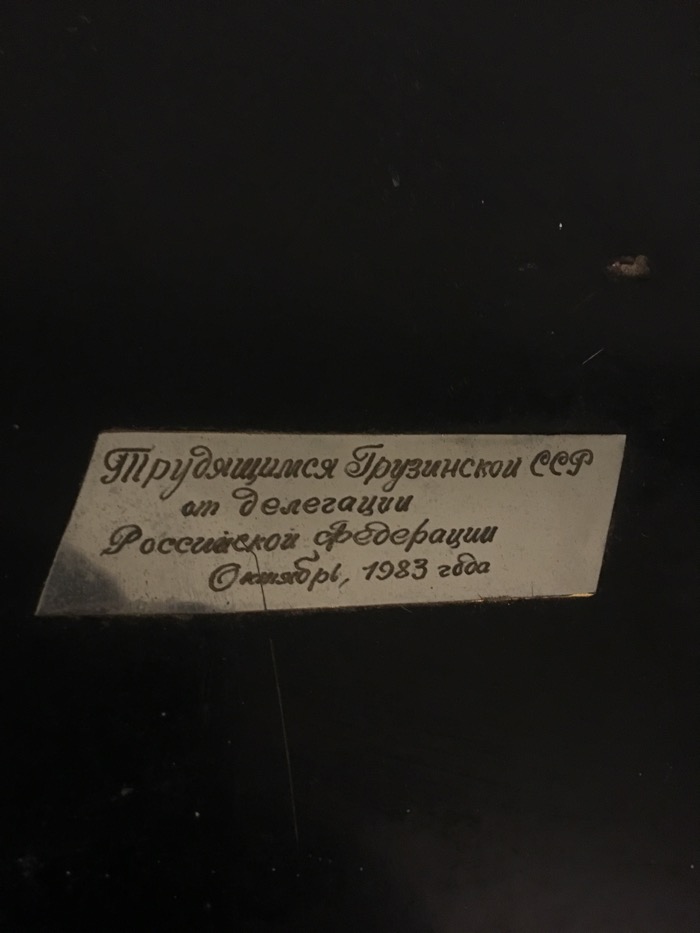 Трудящимся Грузинской ССР
от делегации
Российской Федерации
Октябрь, 1983 года